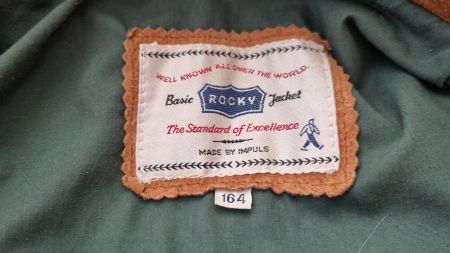 WELL KNOWN ALL OVER THE WORLD.
Basic ROCKY Jacket
The Standard of Excellence
MADE BY IMPULS
164